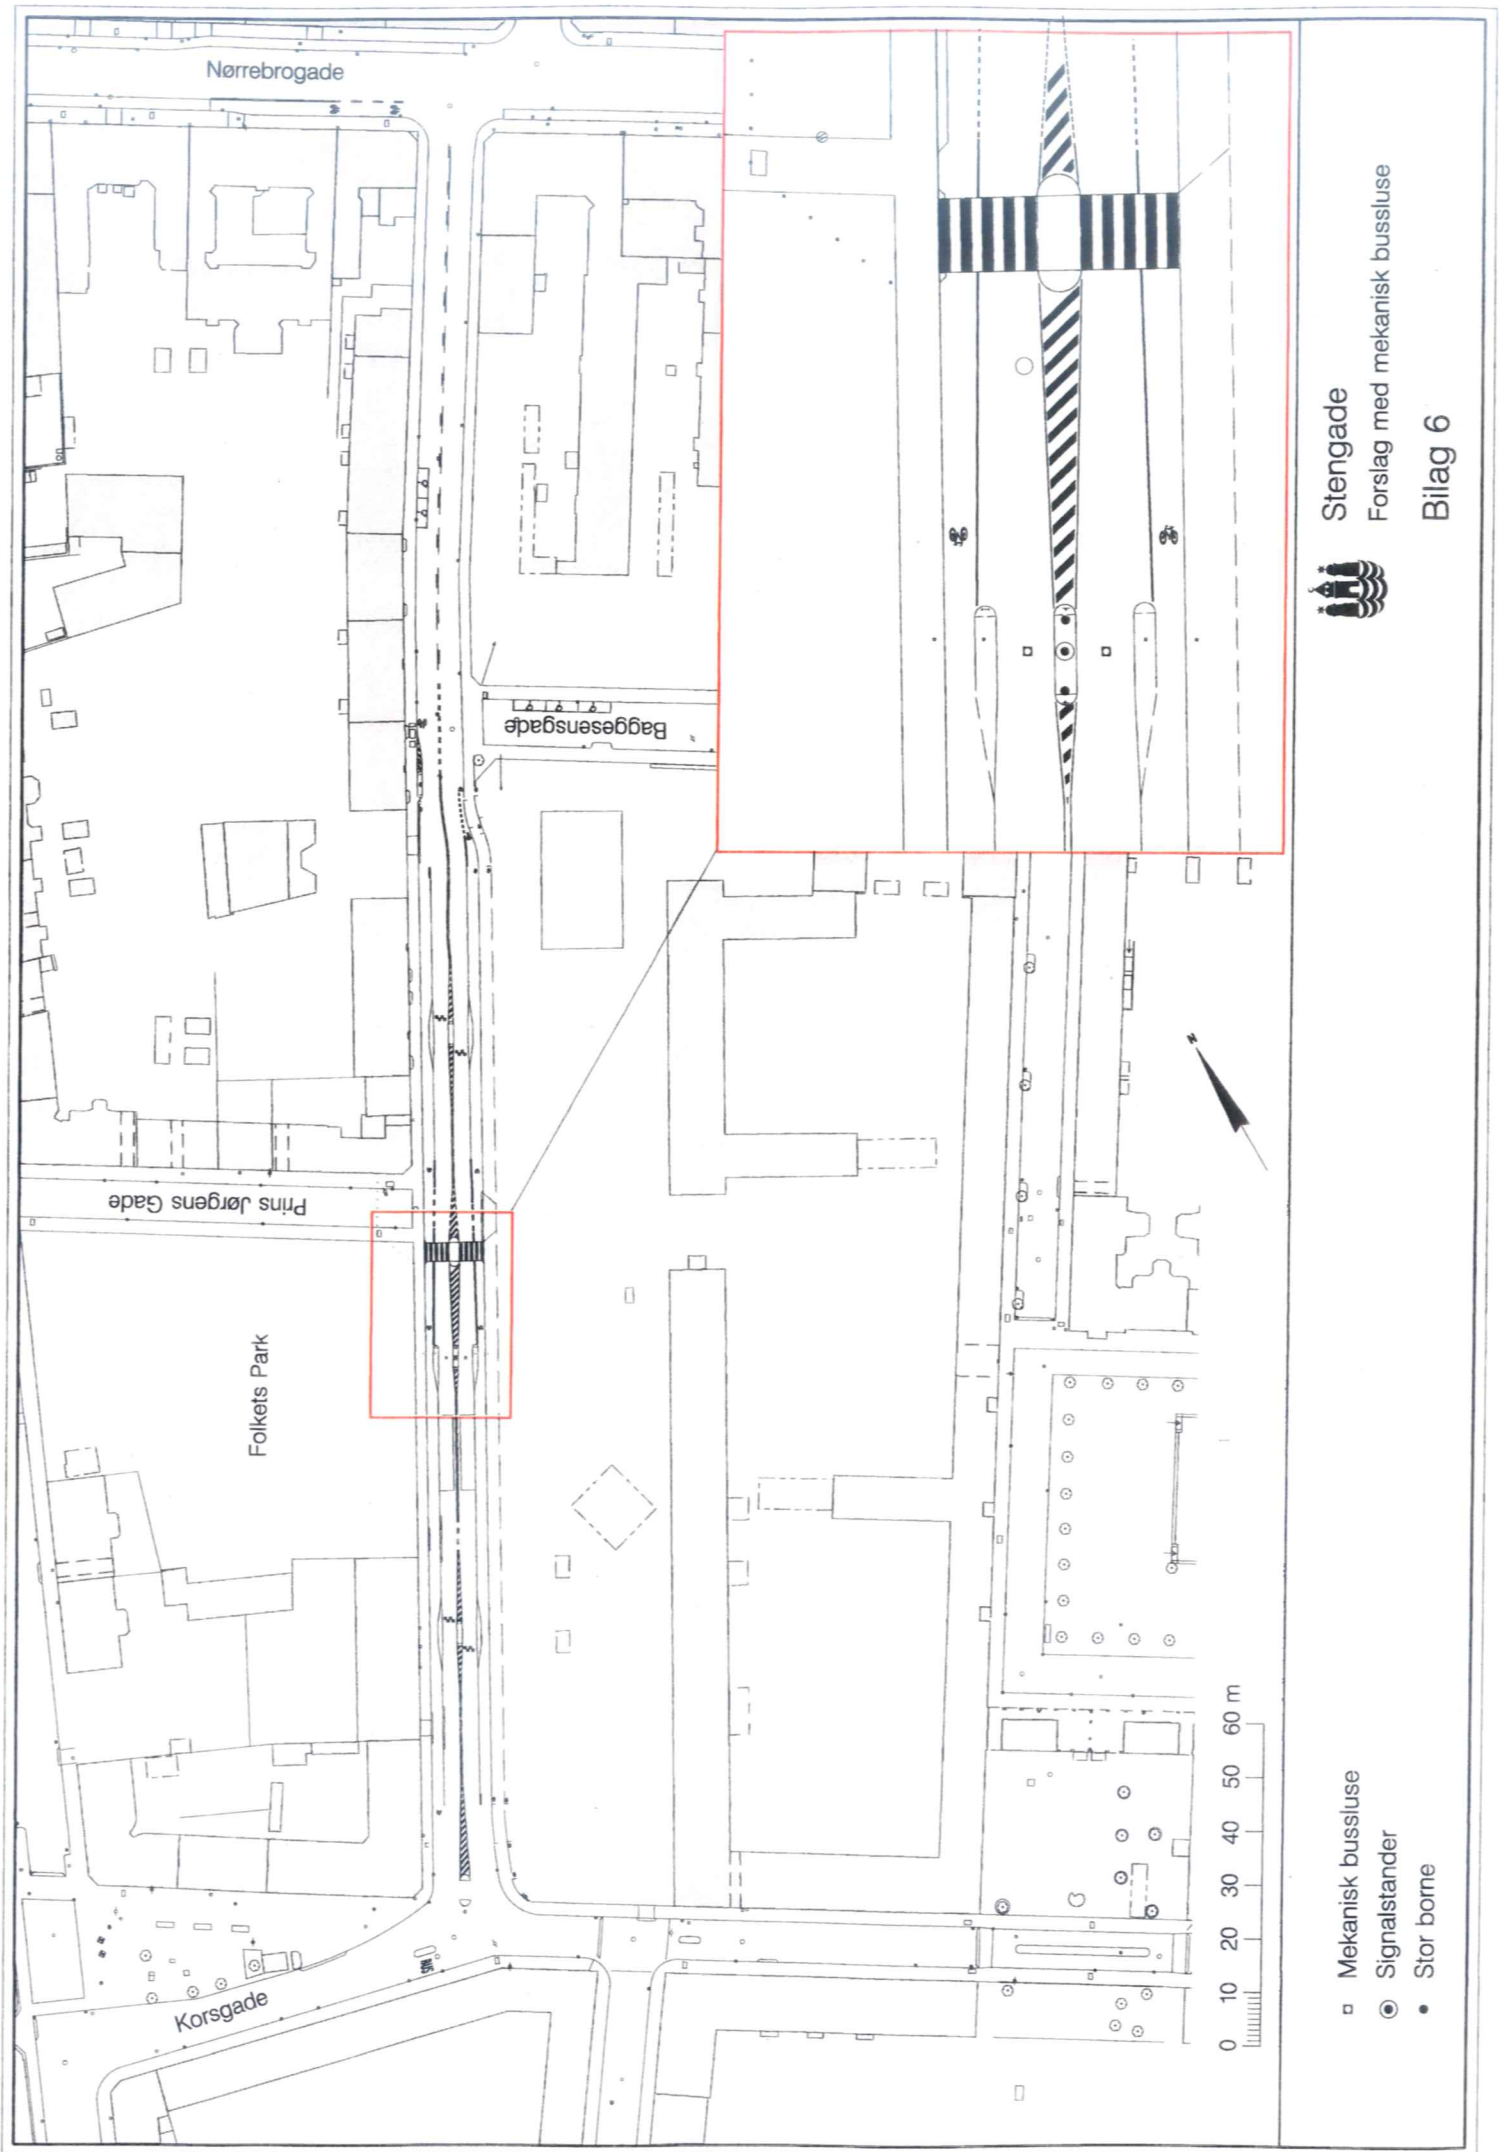 Nørrebrogade
Baggesensgade
Prins Jørgens Gade
Folkets Park
Korsgade
N
0 10 20 30 40 50 60 m
Mekanisk bussluse
Signalstander
Stor borne
Stengade
Forslag med mekanisk bussluse
Bilag 6